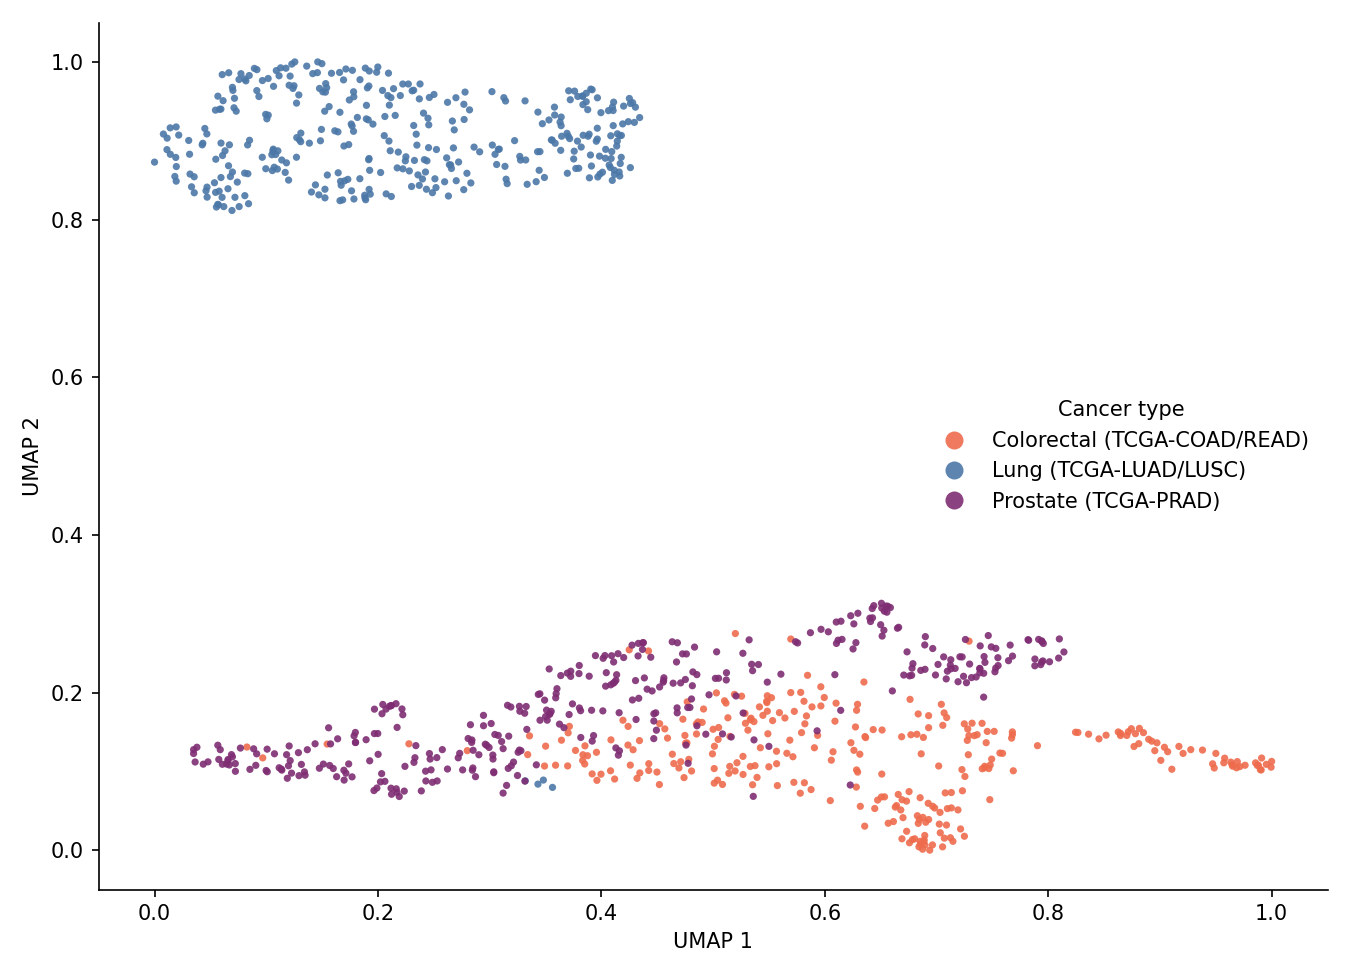 1.0
0.8
0.6
0.4
0.2
0.0
UMAP 2
Cancer type
Colorectal (TCGA-COAD/READ)
Lung (TCGA-LUAD/LUSC)
Prostate (TCGA-PRAD)
0.0 0.2 0.4 0.6 0.8 1.0
UMAP 1